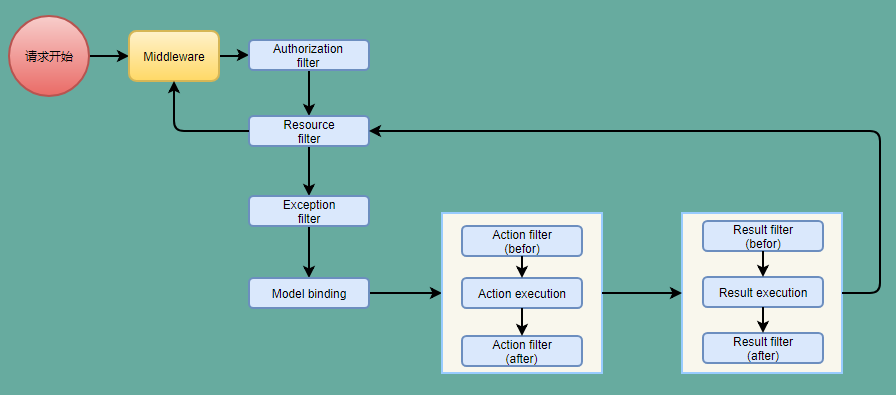 请求开始
Middleware
Authorization
filter
Resource
filter
Exception
filter
Model binding
Action filter
(befor)
Action execution
Action filter
(after)
Result filter
(befor)
Result execution
Result filter
(after)